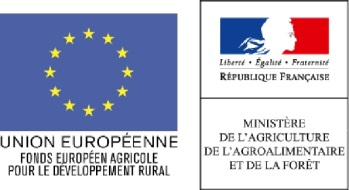 UNION EUROPÉENNE
FONDS EUROPÉEN AGRICOLE
POUR LE DÉVELOPPEMENT RURAL
Liberté • Égalité • Fraternité
RÉPUBLIQUE FRANÇAISE
MINISTÈRE
DE L'AGRICULTURE
DE L'AGROALIMENTAIRE
ET DE LA FORÊT